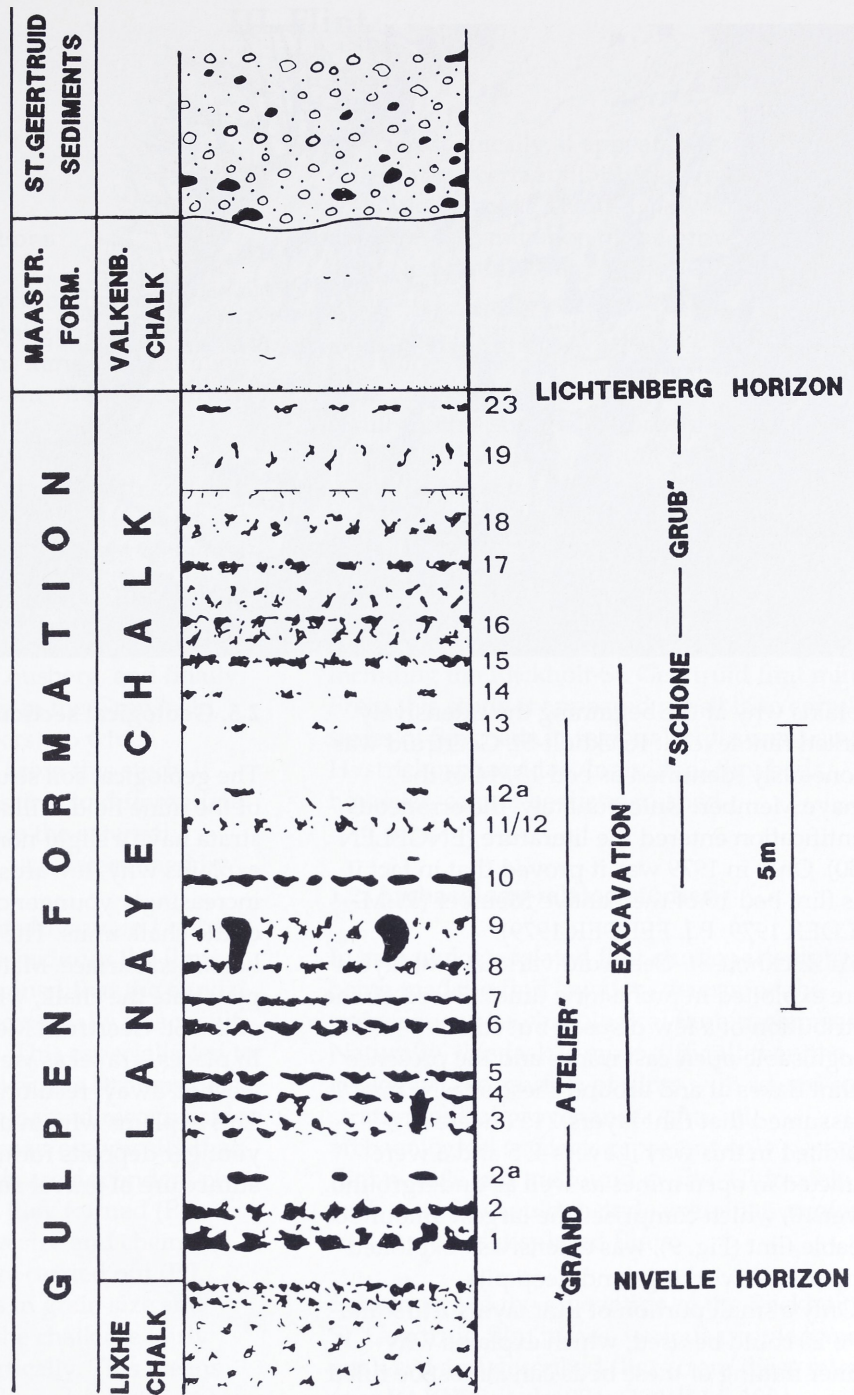 ST.GEERTRUID
SEDIMENTS
MAASTR.
FORM.
VALKENB.
CHALK
GULPEN FORMATION
LANAYE CHALK
LIXHE
CHALK
23
19
18
17
16
15
14
13
12a
11/12
10
9
8
7
6
5
4
3
2a
2
1
LICHTENBERG HORIZON
NIVELLE HORIZON
"GRAND ATELIER"
EXCAVATION
"SCHONE GRUB"
5m